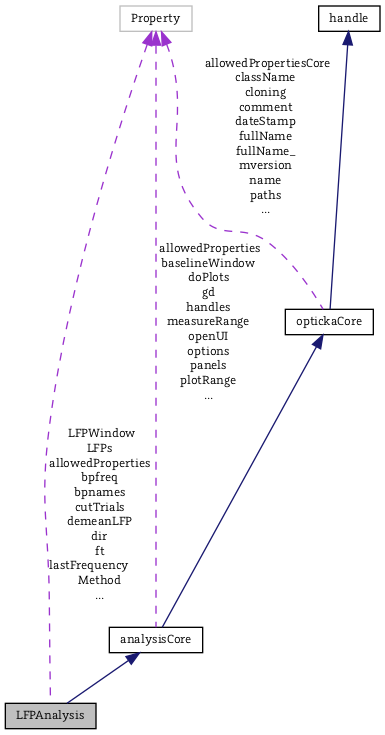 Property
handle
allowedPropertiesCore
className
cloning
comment
dateStamp
fullName
fullName_
mversion
name
paths
...
allowedProperties
baselineWindow
doPlots
gd
handles
measureRange
openUI
options
panels
plotRange
...
optickaCore
LFPWindow
LFPs
allowedProperties
bpfreq
bpnames
cutTrials
demeanLFP
dir
ft
lastFrequency
Method
...
analysisCore
LFPAnalysis